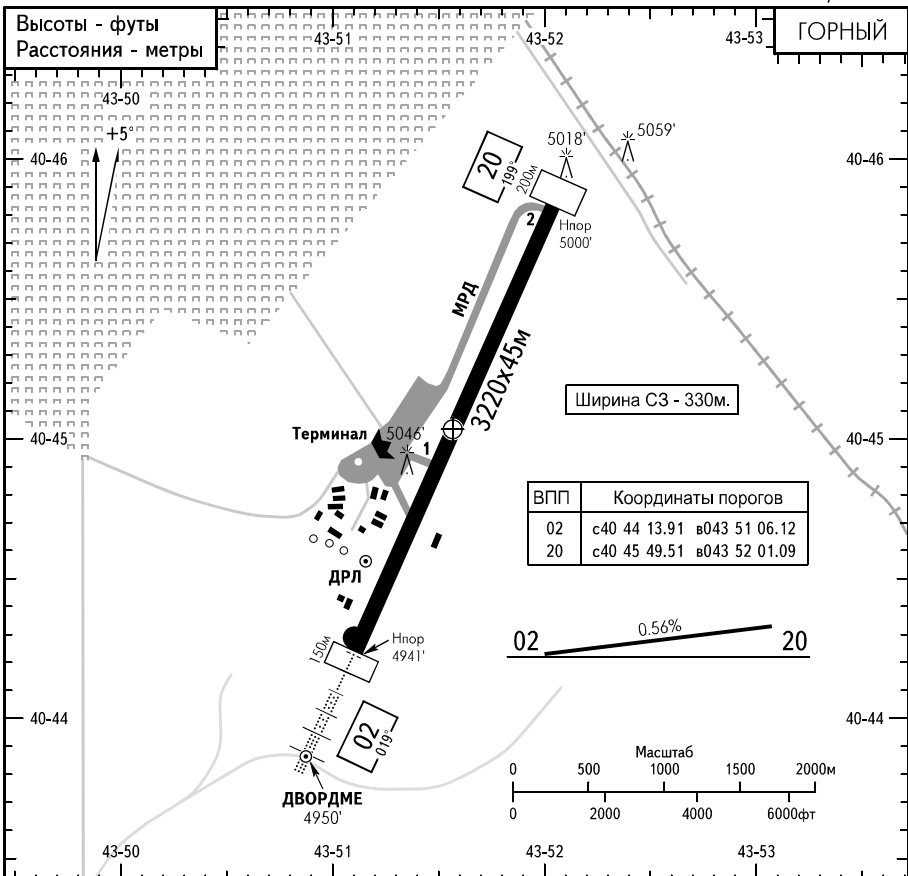 Высоты - футы
Расстояния - метры
ГОРНЫЙ
43-51
43-52
43-53
43-50
+5°
40-46
40-46
5018'
5059'
20
199°
200м
2
Нпор
5000'
МРД
3220х45м
Ширина СЗ - 330м.
40-45
40-45
Терминал
5046'
1
ВПП
Координаты порогов
02
с40 44 13.91 в043 51 06.12
20
с40 45 49.51 в043 52 01.09
ДРЛ
150м
Нпор
4941'
02
0.56%
20
40-44
40-44
02
019°
ДВОРДМЕ
4950'
Масштаб
0 500 1000 1500 2000м
0 2000 4000 6000фт
43-50
43-51
43-52
43-53